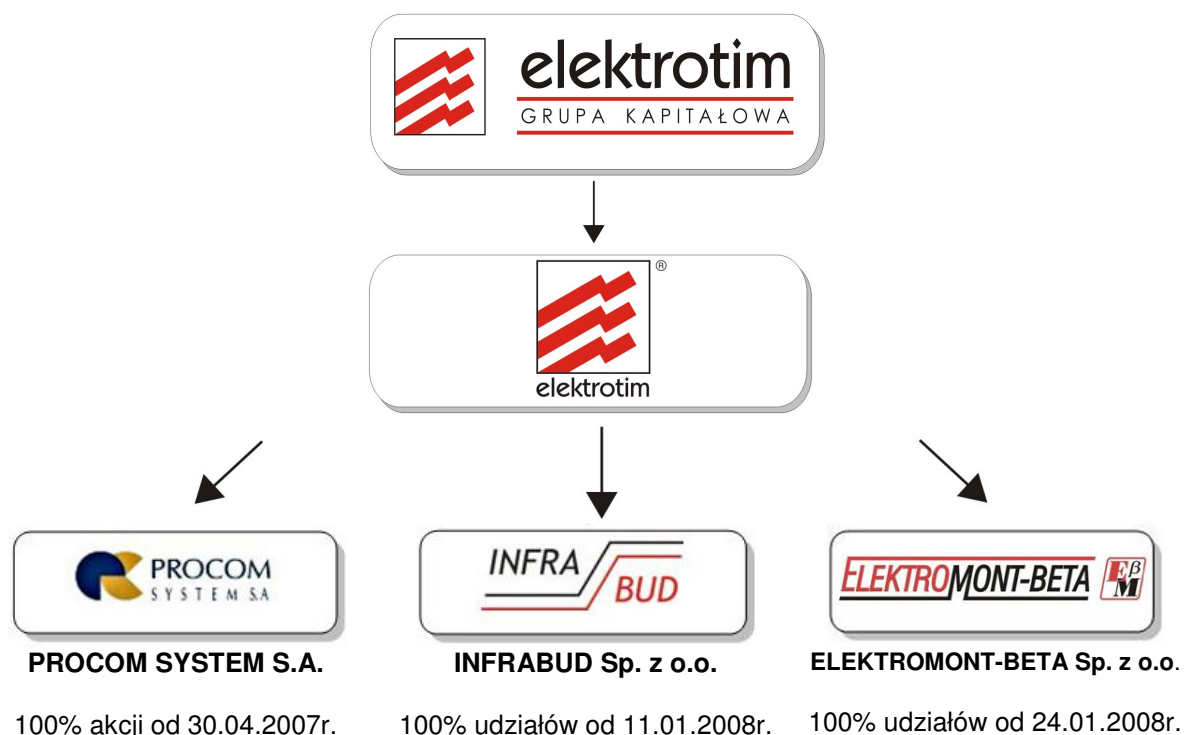 elektrotim
GRUPA KAPITAŁOWA
®
elektrotim
PROCOM
SYSTEM S.A.
INFRA
BUD
ELEKTROMONT-BETA EβM
PROCOM SYSTEM S.A.
INFRABUD Sp. z o.o.
ELEKTROMONT-BETA Sp. z o.o.
100% akcji od 30.04.2007r.
100% udziałów od 11.01.2008r.
100% udziałów od 24.01.2008r.